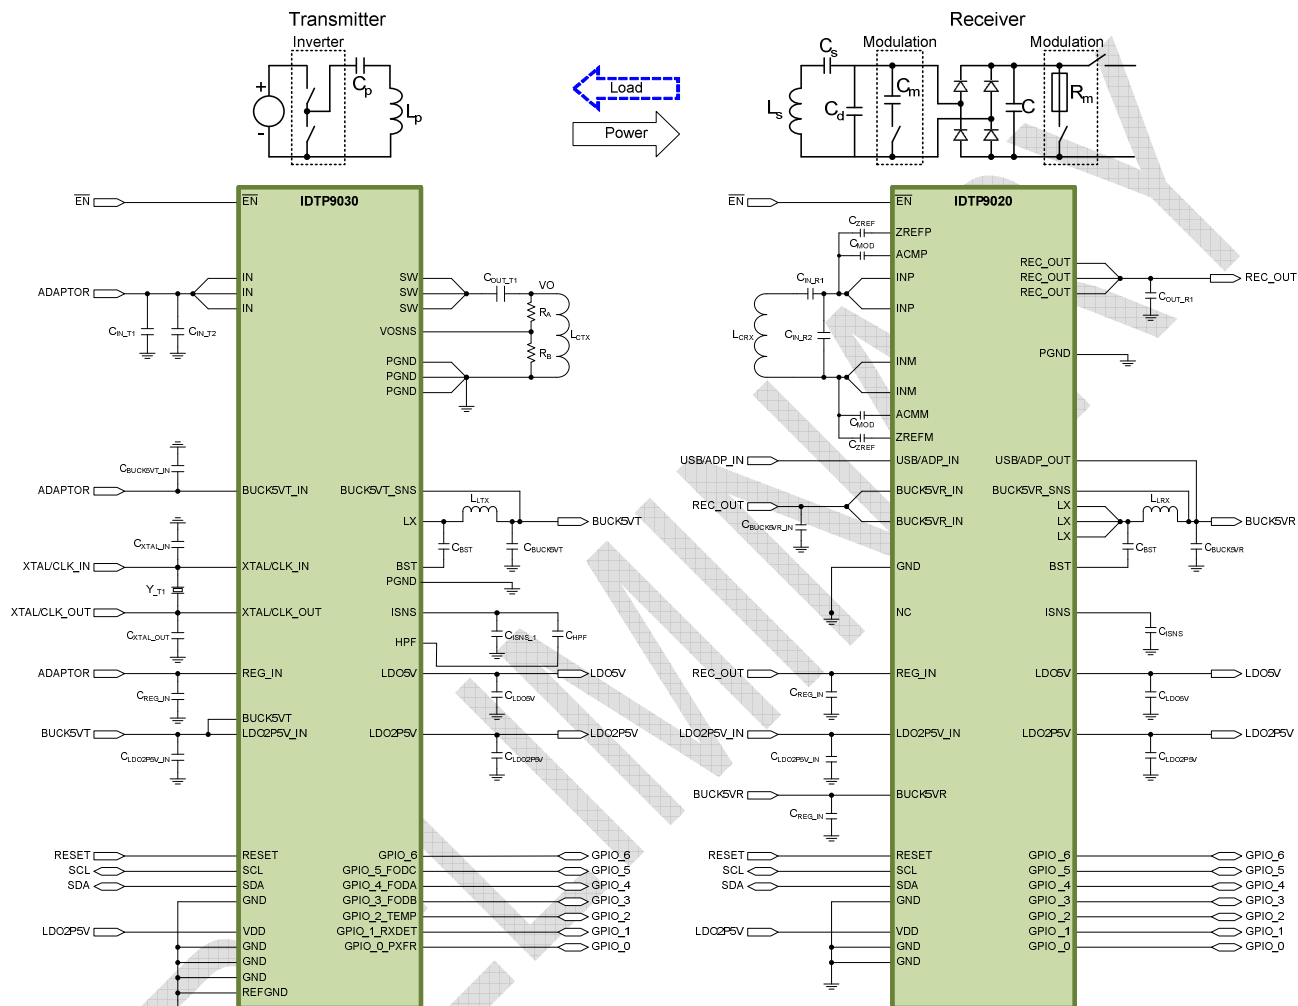 Transmitter
Inverter
+
-
Cp
Lp
Load
Power
Receiver
Modulation
Modulation
Cs
Ls
Cd
Cm
C
Rm
IDTP9030
EN
EN
ADAPTOR
IN
IN
IN
CIN_T1
CIN_T2
SW
SW
SW
COUT_T1
VO
RA
VOSNS
LCTX
RB
PGND
PGND
PGND
CBUCK5VT_IN
ADAPTOR
BUCK5VT_IN
BUCK5VT_SNS
LLTX
LX
BUCK5VT
CXTAL_IN
CBST
CBUCK5VT
XTAL/CLK_IN
XTAL/CLK_IN
BST
PGND
Y_T1
XTAL/CLK_OUT
XTAL/CLK_OUT
ISNS
CXTAL_OUT
CISNS_1
CHPF
HPF
ADAPTOR
REG_IN
LDO5V
LDO5V
CREG_IN
CLDO5V
BUCK5VT
BUCK5VT
LDO2P5V_IN
LDO2P5V
LDO2P5V
CLDO2P5V_IN
CLDO2P5V
RESET
RESET
GPIO_6
GPIO_6
SCL
SCL
GPIO_5_FODC
GPIO_5
SDA
SDA
GPIO_4_FODA
GPIO_4
GND
GPIO_3_FODB
GPIO_3
GPIO_2_TEMP
GPIO_2
LDO2P5V
VDD
GPIO_1_RXDET
GPIO_1
GND
GPIO_0_PXFR
GPIO_0
GND
GND
REFGND
IDTP9020
EN
EN
CZREF
ZREFP
CMOD
ACMP
CIN_R1
INP
INP
LCRX
CIN_R2
INM
INM
ACMM
CMOD
ZREFM
CZREF
REC_OUT
REC_OUT
REC_OUT
REC_OUT
COUT_R1
PGND
USB/ADP_IN
USB/ADP_IN
USB/ADP_OUT
BUCK5VR_IN
BUCK5VR_SNS
REC_OUT
LX
LLRX
BUCK5VR_IN
LX
BUCK5VR
CBUCK5VR_IN
LX
CBST
CBUCK5VR
GND
BST
NC
ISNS
CISNS
REC_OUT
REG_IN
LDO5V
LDO5V
CREG_IN
CLDO5V
LDO2P5V_IN
LDO2P5V_IN
LDO2P5V
LDO2P5V
CLDO2P5V_IN
CLDO2P5V
BUCK5VR
BUCK5VR
CREG_IN
RESET
RESET
GPIO_6
GPIO_6
SCL
SCL
GPIO_5
GPIO_5
SDA
SDA
GPIO_4
GPIO_4
GND
GPIO_3
GPIO_3
GPIO_2
GPIO_2
LDO2P5V
VDD
GPIO_1
GPIO_1
GND
GPIO_0
GPIO_0
GND